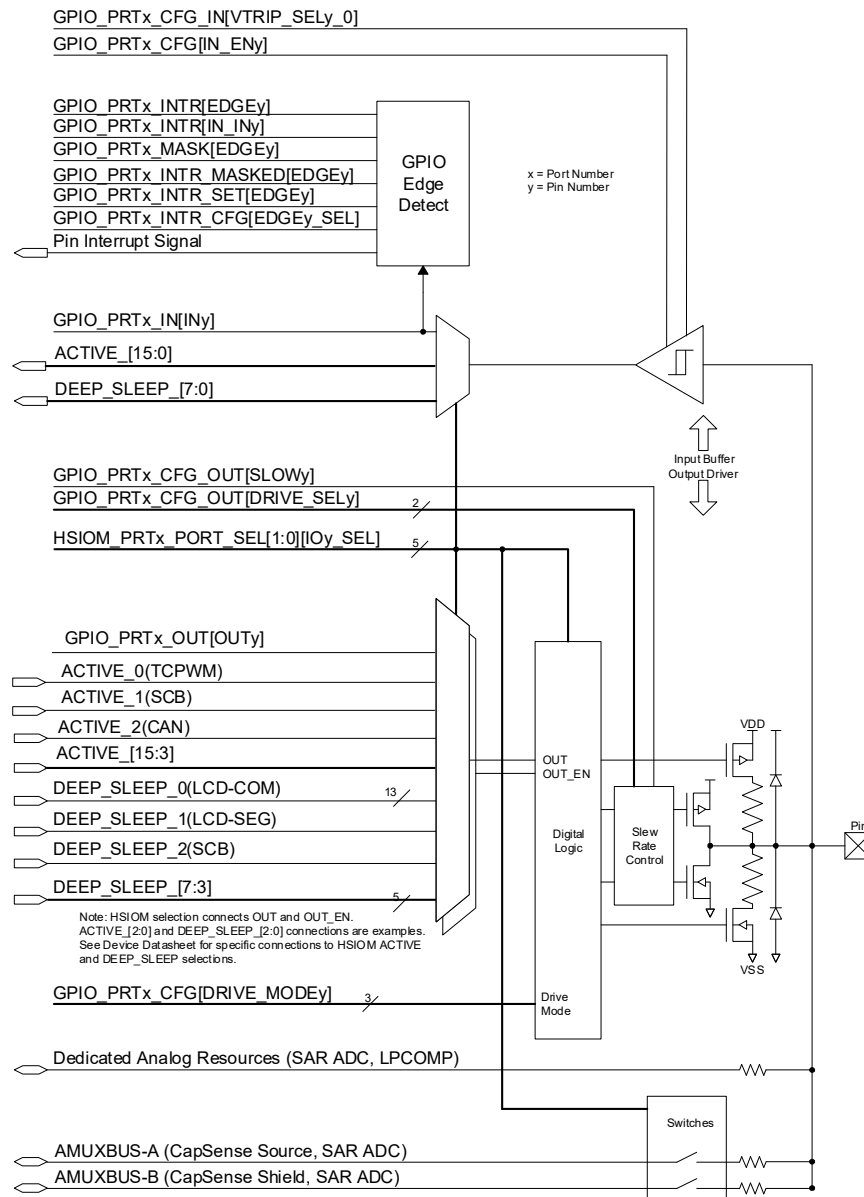 GPIO_PRTx_CFG_IN[VTRIP_SELy_0]
GPIO_PRTx_CFG[IN_ENy]
GPIO_PRTx_INTR[EDGEy]
GPIO_PRTx_INTR[IN_INy]
GPIO_PRTx_MASK[EDGEy]
GPIO_PRTx_INTR_MASKED[EDGEy]
GPIO_PRTx_INTR_SET[EDGEy]
GPIO_PRTx_INTR_CFG[EDGEy_SEL]
Pin Interrupt Signal
GPIO
Edge
Detect
x = Port Number
y = Pin Number
GPIO_PRTx_IN[INy]
ACTIVE_[15:0]
DEEP_SLEEP_[7:0]
Input Buffer
Output Driver
GPIO_PRTx_CFG_OUT[SLOWy]
GPIO_PRTx_CFG_OUT[DRIVE_SELy]
2
HSIOM_PRTx_PORT_SEL[1:0][IOy_SEL]
5
GPIO_PRTx_OUT[OUTy]
ACTIVE_0(TCPWM)
ACTIVE_1(SCB)
ACTIVE_2(CAN)
ACTIVE_[15:3]
DEEP_SLEEP_0(LCD-COM)
13
DEEP_SLEEP_1(LCD-SEG)
DEEP_SLEEP_2(SCB)
DEEP_SLEEP_[7:3]
5
OUT
OUT_EN
Digital
Logic
Drive
Mode
Slew
Rate
Control
VDD
VSS
Pin
Note: HSIOM selection connects OUT and OUT_EN.
ACTIVE_[2:0] and DEEP_SLEEP_[2:0] connections are examples.
See Device Datasheet for specific connections to HSIOM ACTIVE
and DEEP_SLEEP selections.
GPIO_PRTx_CFG[DRIVE_MODEy]
3
Dedicated Analog Resources (SAR ADC, LPCOMP)
Switches
AMUXBUS-A (CapSense Source, SAR ADC)
AMUXBUS-B (CapSense Shield, SAR ADC)